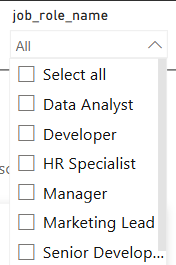 job_role_name
All
Select all
Data Analyst
Developer
HR Specialist
Manager
Marketing Lead
Senior Develop...